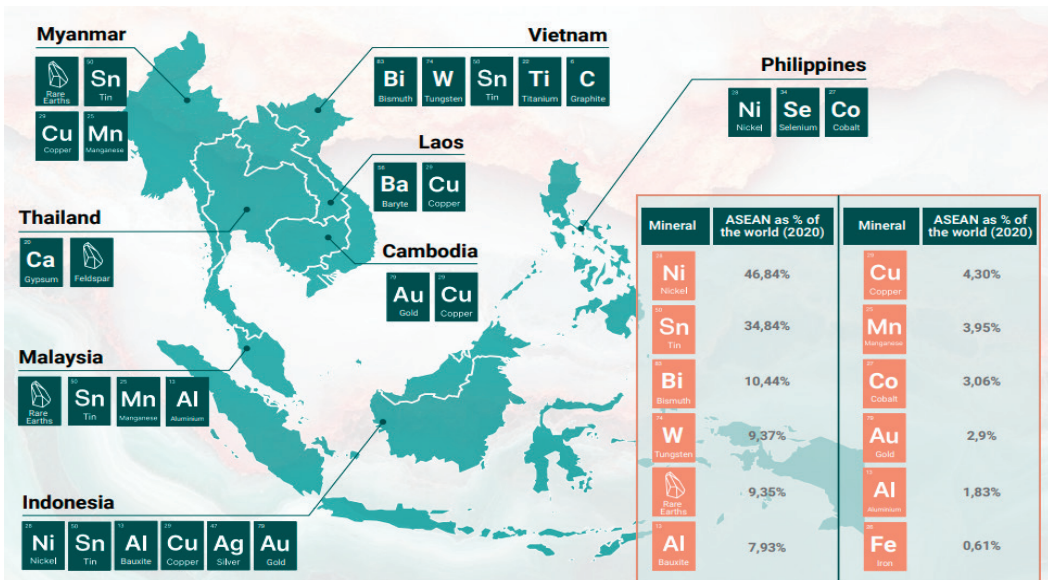 Myanmar
Rare Earths
50 Sn Tin
29 Cu Copper
25 Mn Manganese
Vietnam
83 Bi Bismuth
74 W Tungsten
50 Sn Tin
22 Ti Titanium
6 C Graphite
Philippines
28 Ni Nickel
34 Se Selenium
27 Co Cobalt
Laos
56 Ba Baryte
29 Cu Copper
Thailand
20 Ca Gypsum
Feldspar
Cambodia
79 Au Gold
29 Cu Copper
Malaysia
Rare Earths
50 Sn Tin
25 Mn Manganese
13 Al Aluminium
Indonesia
28 Ni Nickel
50 Sn Tin
13 Al Bauxite
29 Cu Copper
47 Ag Silver
79 Au Gold
Mineral
ASEAN as % of
the world (2020)
28 Ni Nickel 46,84%
50 Sn Tin 34,84%
83 Bi Bismuth 10,44%
74 W Tungsten 9,37%
Rare Earths 9,35%
13 Al Bauxite 7,93%
Mineral
ASEAN as % of
the world (2020)
29 Cu Copper 4,30%
25 Mn Manganese 3,95%
27 Co Cobalt 3,06%
79 Au Gold 2,9%
13 Al Aluminium 1,83%
26 Fe Iron 0,61%